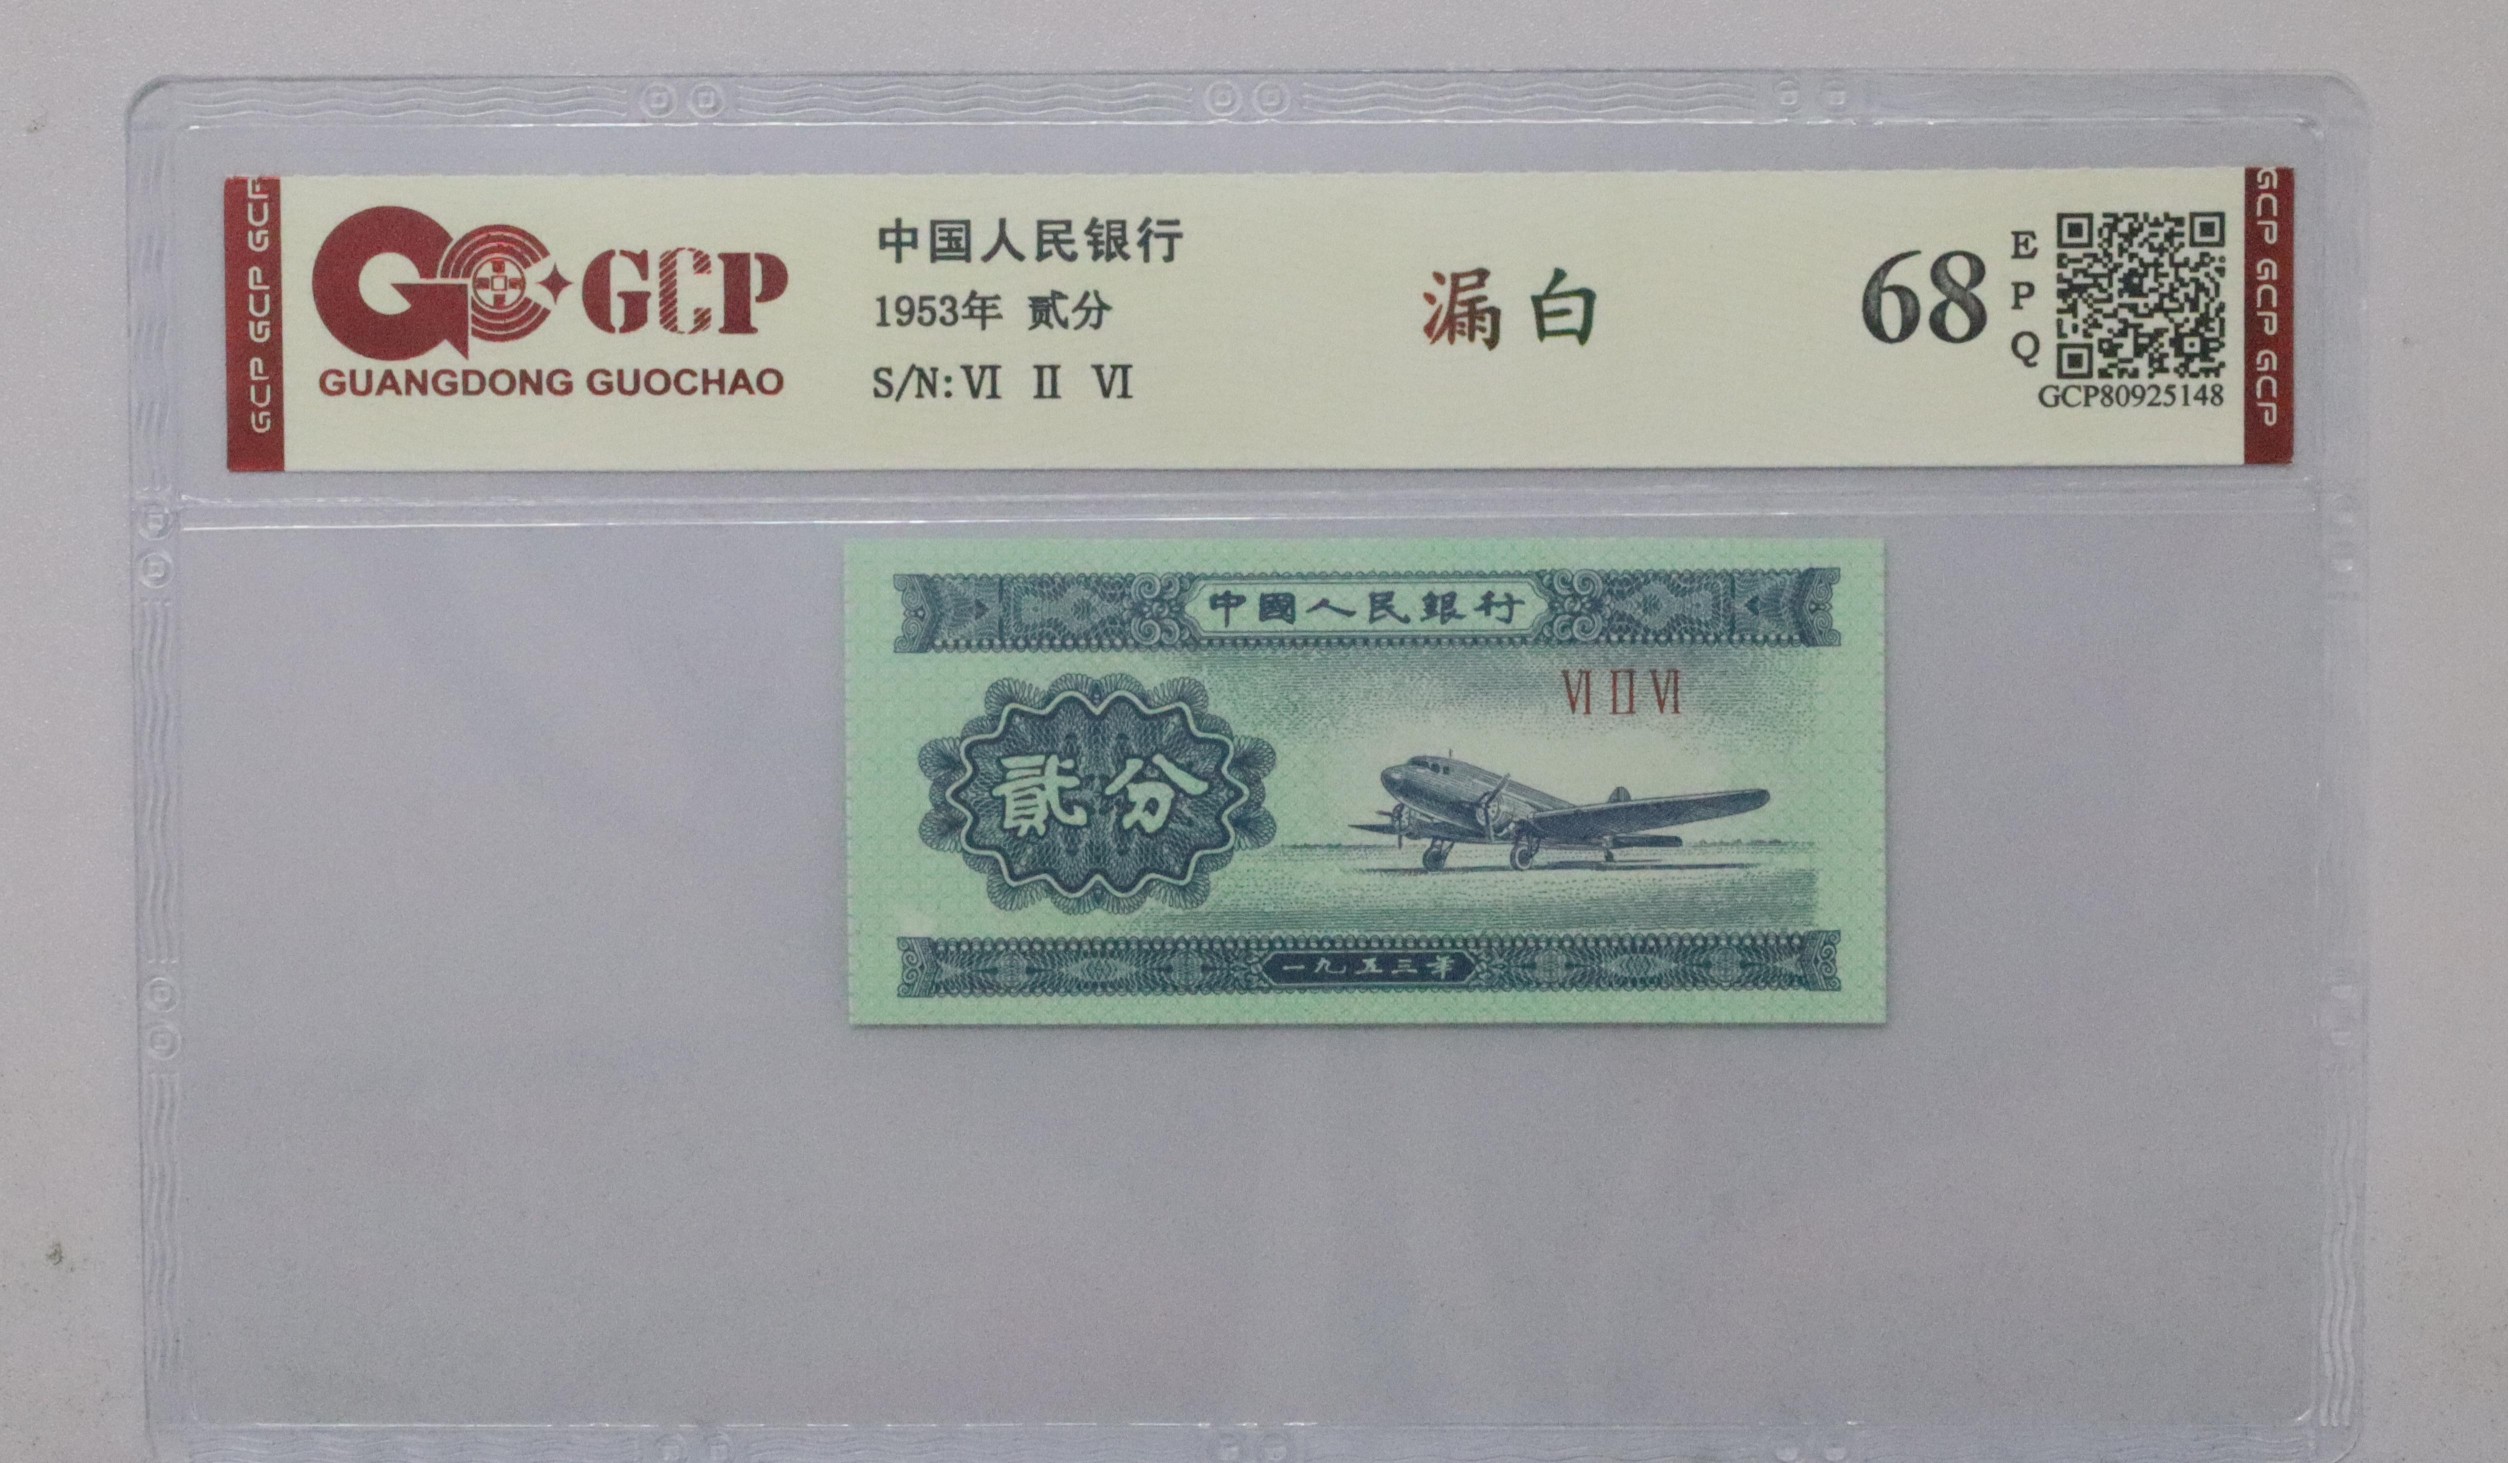 GCP GCP GCP
GCP
GUANGDONG GUOCHAO
中国人民银行
1953年 贰分
S/N: VI II VI
漏白
68
EPQ
GCP80925148
GCP GCP GCP
中國人民銀行
VI II VI
貳分
一九五三年